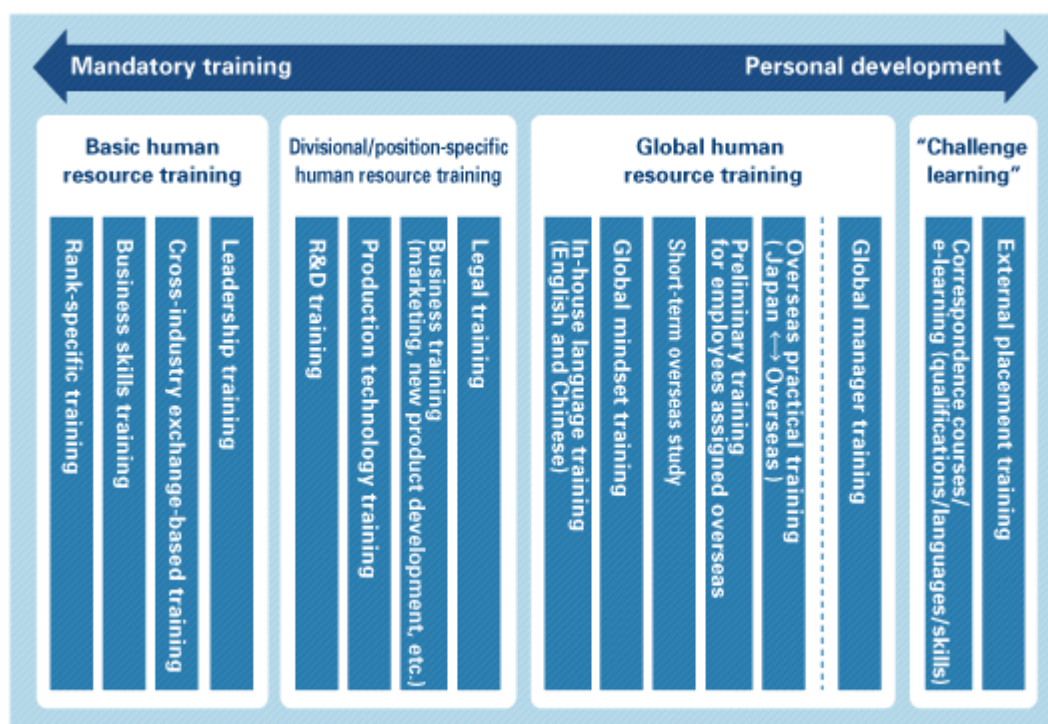 Mandatory training
Personal development
Basic human
resource training
Rank-specific training
Business skills training
Cross-industry exchange-based training
Leadership training
Divisional/position-specific
human resource training
R&D training
Production technology training
Business training
(marketing, new product development, etc.)
Legal training
Global human
resource training
In-house language training
(English and Chinese)
Global mindset training
Short-term overseas study
Preliminary training
for employees assigned overseas
Overseas practical training
(Japan ⟷ Overseas)
Global manager training
"Challenge
learning"
Correspondence courses/
e-learning (qualifications/languages/skills)
External placement training